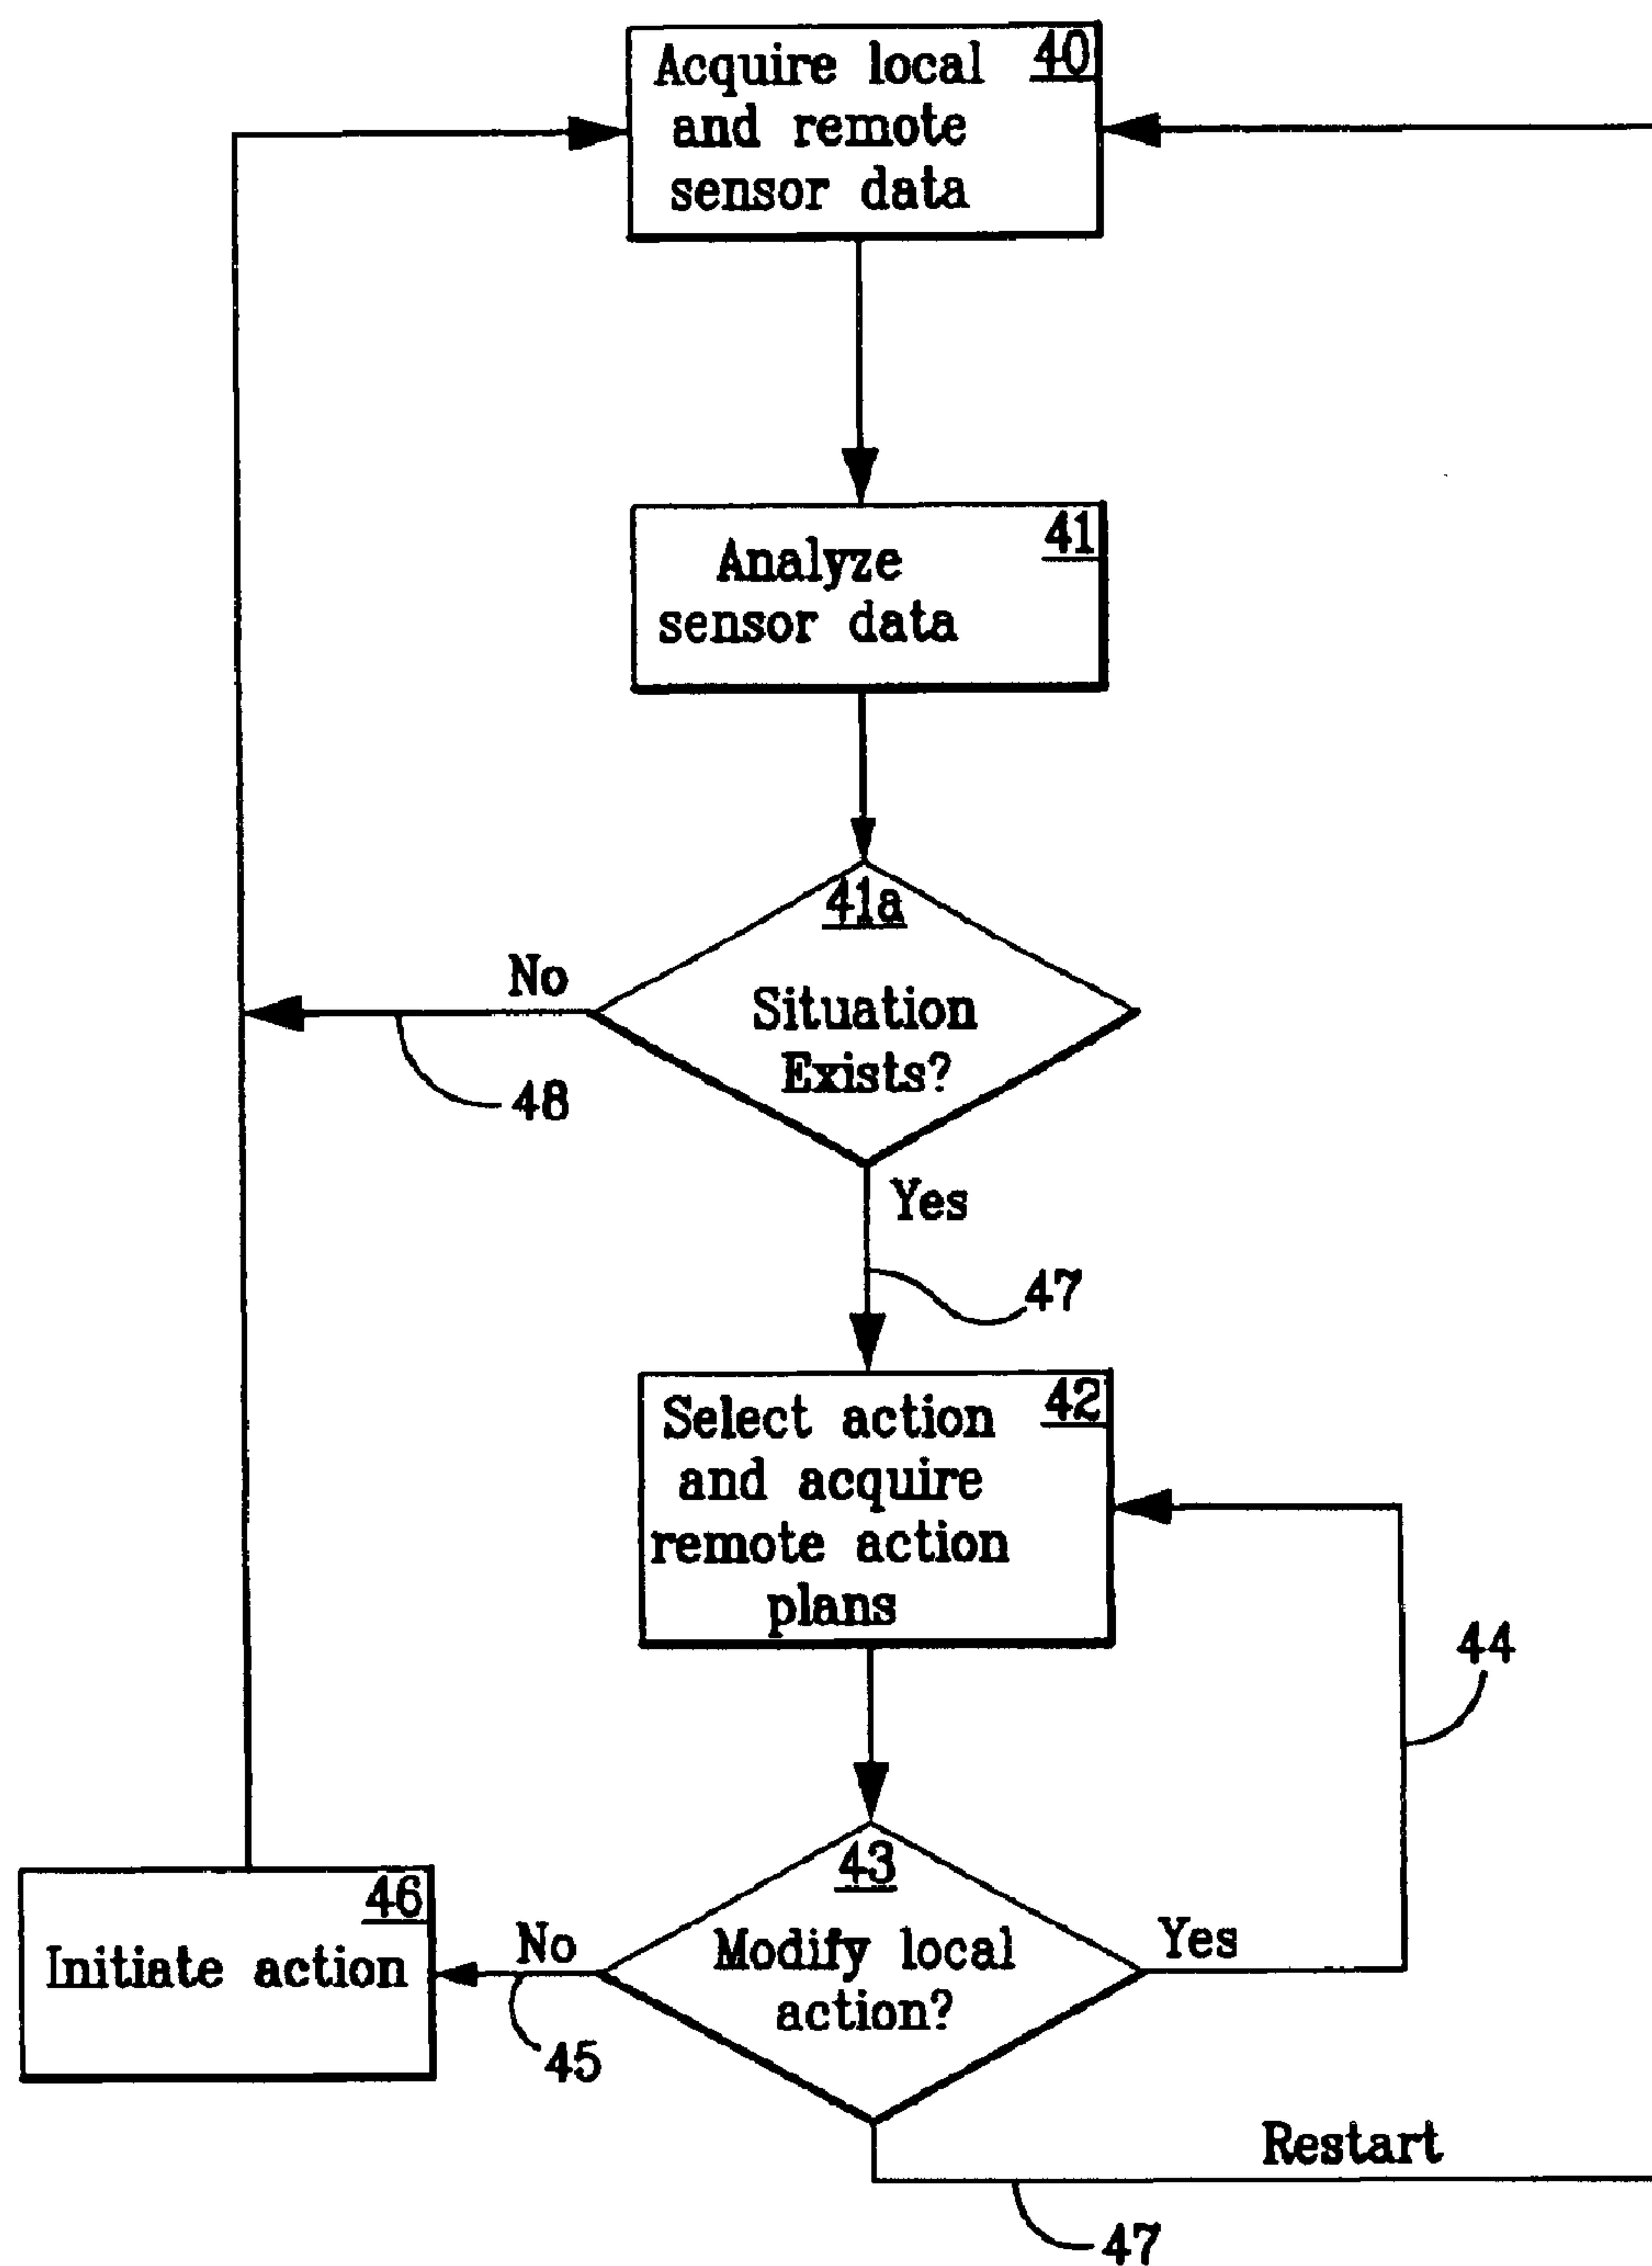 Acquire local 40
and remote
sensor data
Analyze 41
sensor data
41a
No
Situation
Exists?
48
Yes
47
Select action 42
and acquire
remote action
plans
44
43
46
Initiate action
No
Modify local
action?
Yes
45
Restart
47